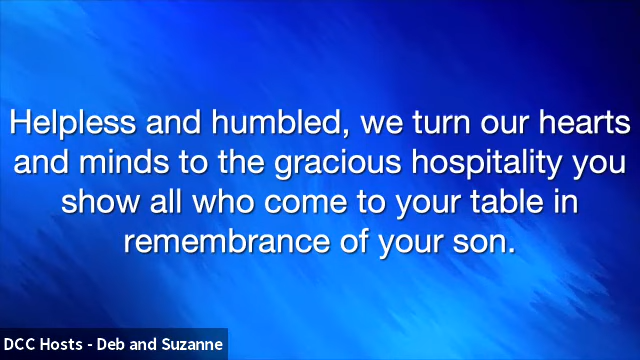 Helpless and humbled, we turn our hearts
and minds to the gracious hospitality you
show all who come to your table in
remembrance of your son.
DCC Hosts - Deb and Suzanne